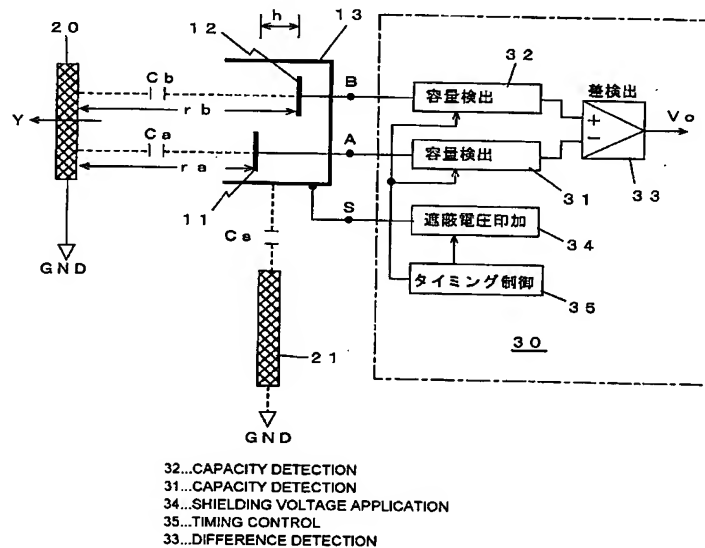 20
12
h
13
32
Cb
B
容量検出
差検出
rb
Y
Vo
Ca
A
容量検出
ra
31
33
11
S
遮蔽電圧印加
34
Cs
GND
タイミング制御
35
21
30
GND
+
-
32...CAPACITY DETECTION
31...CAPACITY DETECTION
34...SHIELDING VOLTAGE APPLICATION
35...TIMING CONTROL
33...DIFFERENCE DETECTION